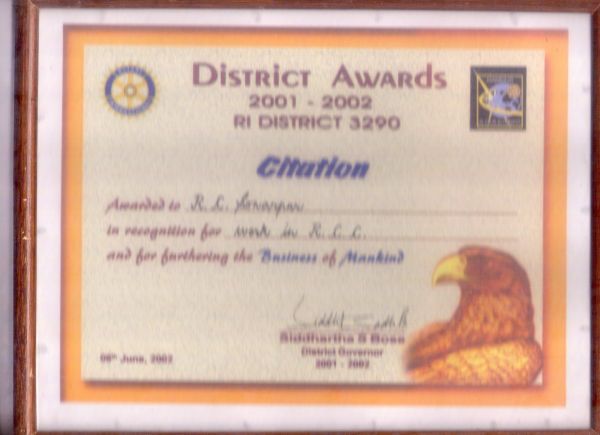 District Awards
2001 - 2002
RI DISTRICT 3290
Citation
Awarded to R. C.
in recognition for work in R. C. C.
and for furthering the Business of Mankind
Siddhartha S Bose
District Governor
2001 - 2002
06th June, 2002